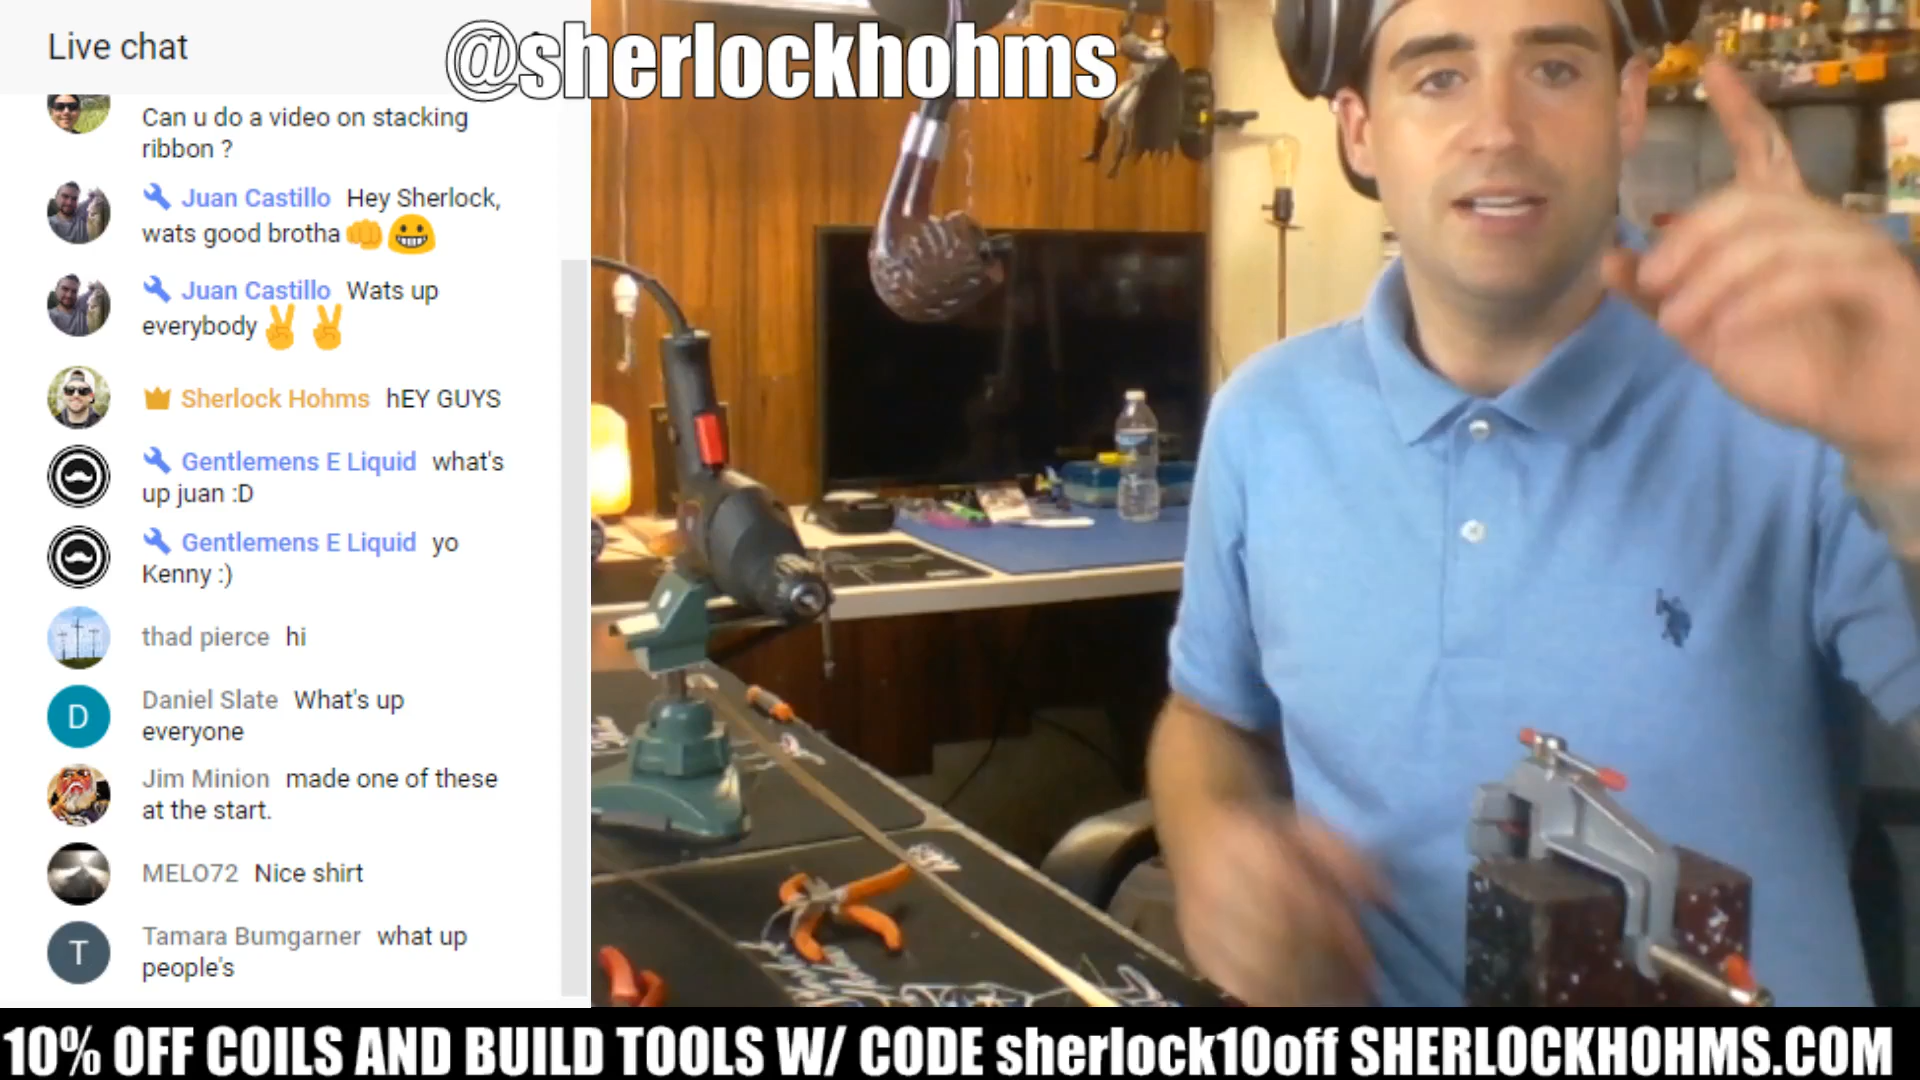 Live chat
@sherlockhohms
Can u do a video on stacking
ribbon ?
Juan Castillo Hey Sherlock,
wats good brotha👊😀
Juan Castillo Wats up
everybody✌️✌️
Sherlock Hohms hEY GUYS
Gentlemens E Liquid what's
up juan :D
Gentlemens E Liquid yo
Kenny :)
thad pierce hi
D
Daniel Slate What's up
everyone
Jim Minion made one of these
at the start.
MELO72 Nice shirt
T
Tamara Bumgarner what up
people's
10% OFF COILS AND BUILD TOOLS W/ CODE sherlock10off SHERLOCKHOHMS.COM